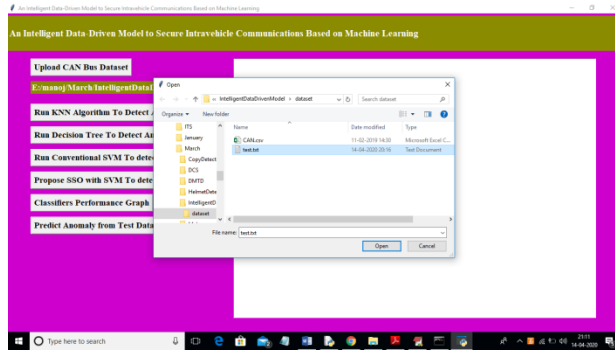 An Intelligent Data-Driven Model to Secure Intravehicle Communications Based on Machine Learning
An Intelligent Data-Driven Model to Secure Intravehicle Communications Based on Machine Learning
Upload CAN Bus Dataset
E:/manoj/March/IntelligentDataD
Run KNN Algorithm To Detect A
Run Decision Tree To Detect An
Run Conventional SVM To detec
Propose SSO with SVM To dete
Classifiers Performance Graph
Predict Anomaly from Test Data
Open
« IntelligentDataDrivenModel › dataset
Search dataset
Organize
New folder
ITS
January
March
CopyDetect
DCS
DMTD
HelmetDete
IntelligentD
dataset
Name
Date modified
Type
CAN.csv
11-02-2019 14:30
Microsoft Excel C...
test.txt
14-04-2020 20:16
Text Document
File name:
test.txt
Open
Cancel
Type here to search
21:11
14-04-2020